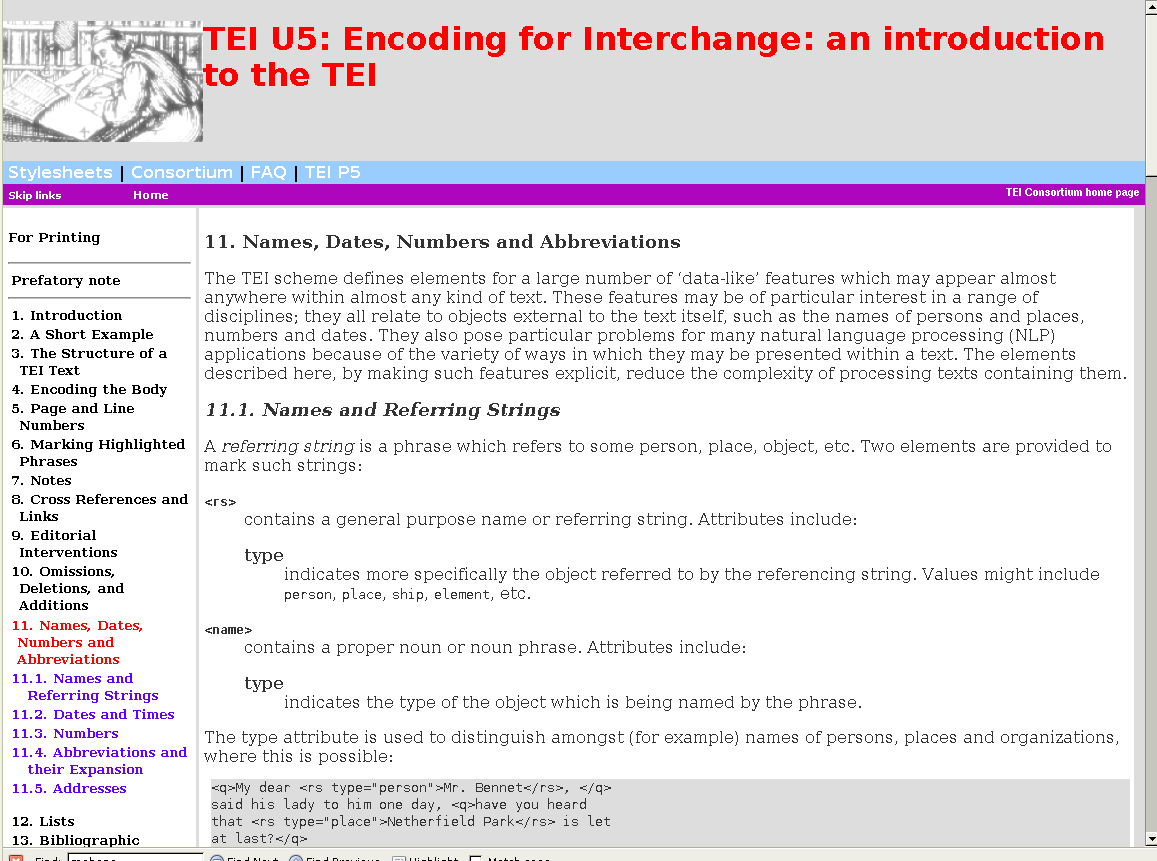 TEI U5: Encoding for Interchange: an introduction
to the TEI
Stylesheets | Consortium | FAQ | TEI P5
Skip links Home TEI Consortium home page
For Printing
Prefatory note
1. Introduction
2. A Short Example
3. The Structure of a
TEI Text
4. Encoding the Body
5. Page and Line
Numbers
6. Marking Highlighted
Phrases
7. Notes
8. Cross References and
Links
9. Editorial
Interventions
10. Omissions,
Deletions, and
Additions
11. Names, Dates,
Numbers and
Abbreviations
11.1. Names and
Referring Strings
11.2. Dates and Times
11.3. Numbers
11.4. Abbreviations and
their Expansion
11.5. Addresses
12. Lists
13. Bibliographic
11. Names, Dates, Numbers and Abbreviations
The TEI scheme defines elements for a large number of ‘data-like’ features which may appear almost
anywhere within almost any kind of text. These features may be of particular interest in a range of
disciplines; they all relate to objects external to the text itself, such as the names of persons and places,
numbers and dates. They also pose particular problems for many natural language processing (NLP)
applications because of the variety of ways in which they may be presented within a text. The elements
described here, by making such features explicit, reduce the complexity of processing texts containing them.
11.1. Names and Referring Strings
A referring string is a phrase which refers to some person, place, object, etc. Two elements are provided to
mark such strings:
<rs>
contains a general purpose name or referring string. Attributes include:
type
indicates more specifically the object referred to by the referencing string. Values might include
person, place, ship, element, etc.
<name>
contains a proper noun or noun phrase. Attributes include:
type
indicates the type of the object which is being named by the phrase.
The type attribute is used to distinguish amongst (for example) names of persons, places and organizations,
where this is possible:
<q>My dear <rs type="person">Mr. Bennet</rs>, </q>
said his lady to him one day, <q>have you heard
that <rs type="place">Netherfield Park</rs> is let
at last?</q>
Find: Find Next Find Previous Highlight Match case